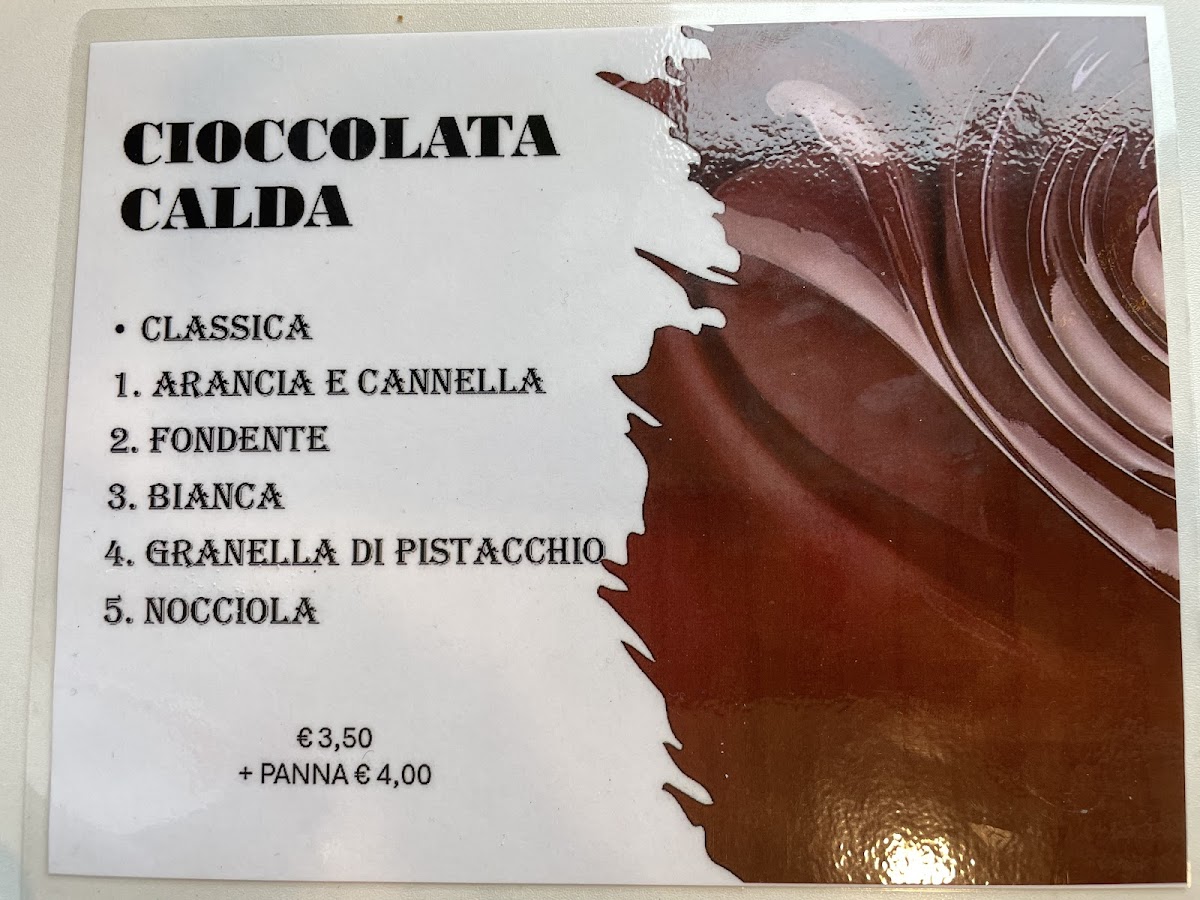 CIOCCOLATA
CALDA
• CLASSICA
1. ARANCIA E CANNELLA
2. FONDENTE
3. BIANCA
4. GRANELLA DI PISTACCHIO
5. NOCCIOLA
€ 3,50
+ PANNA € 4,00